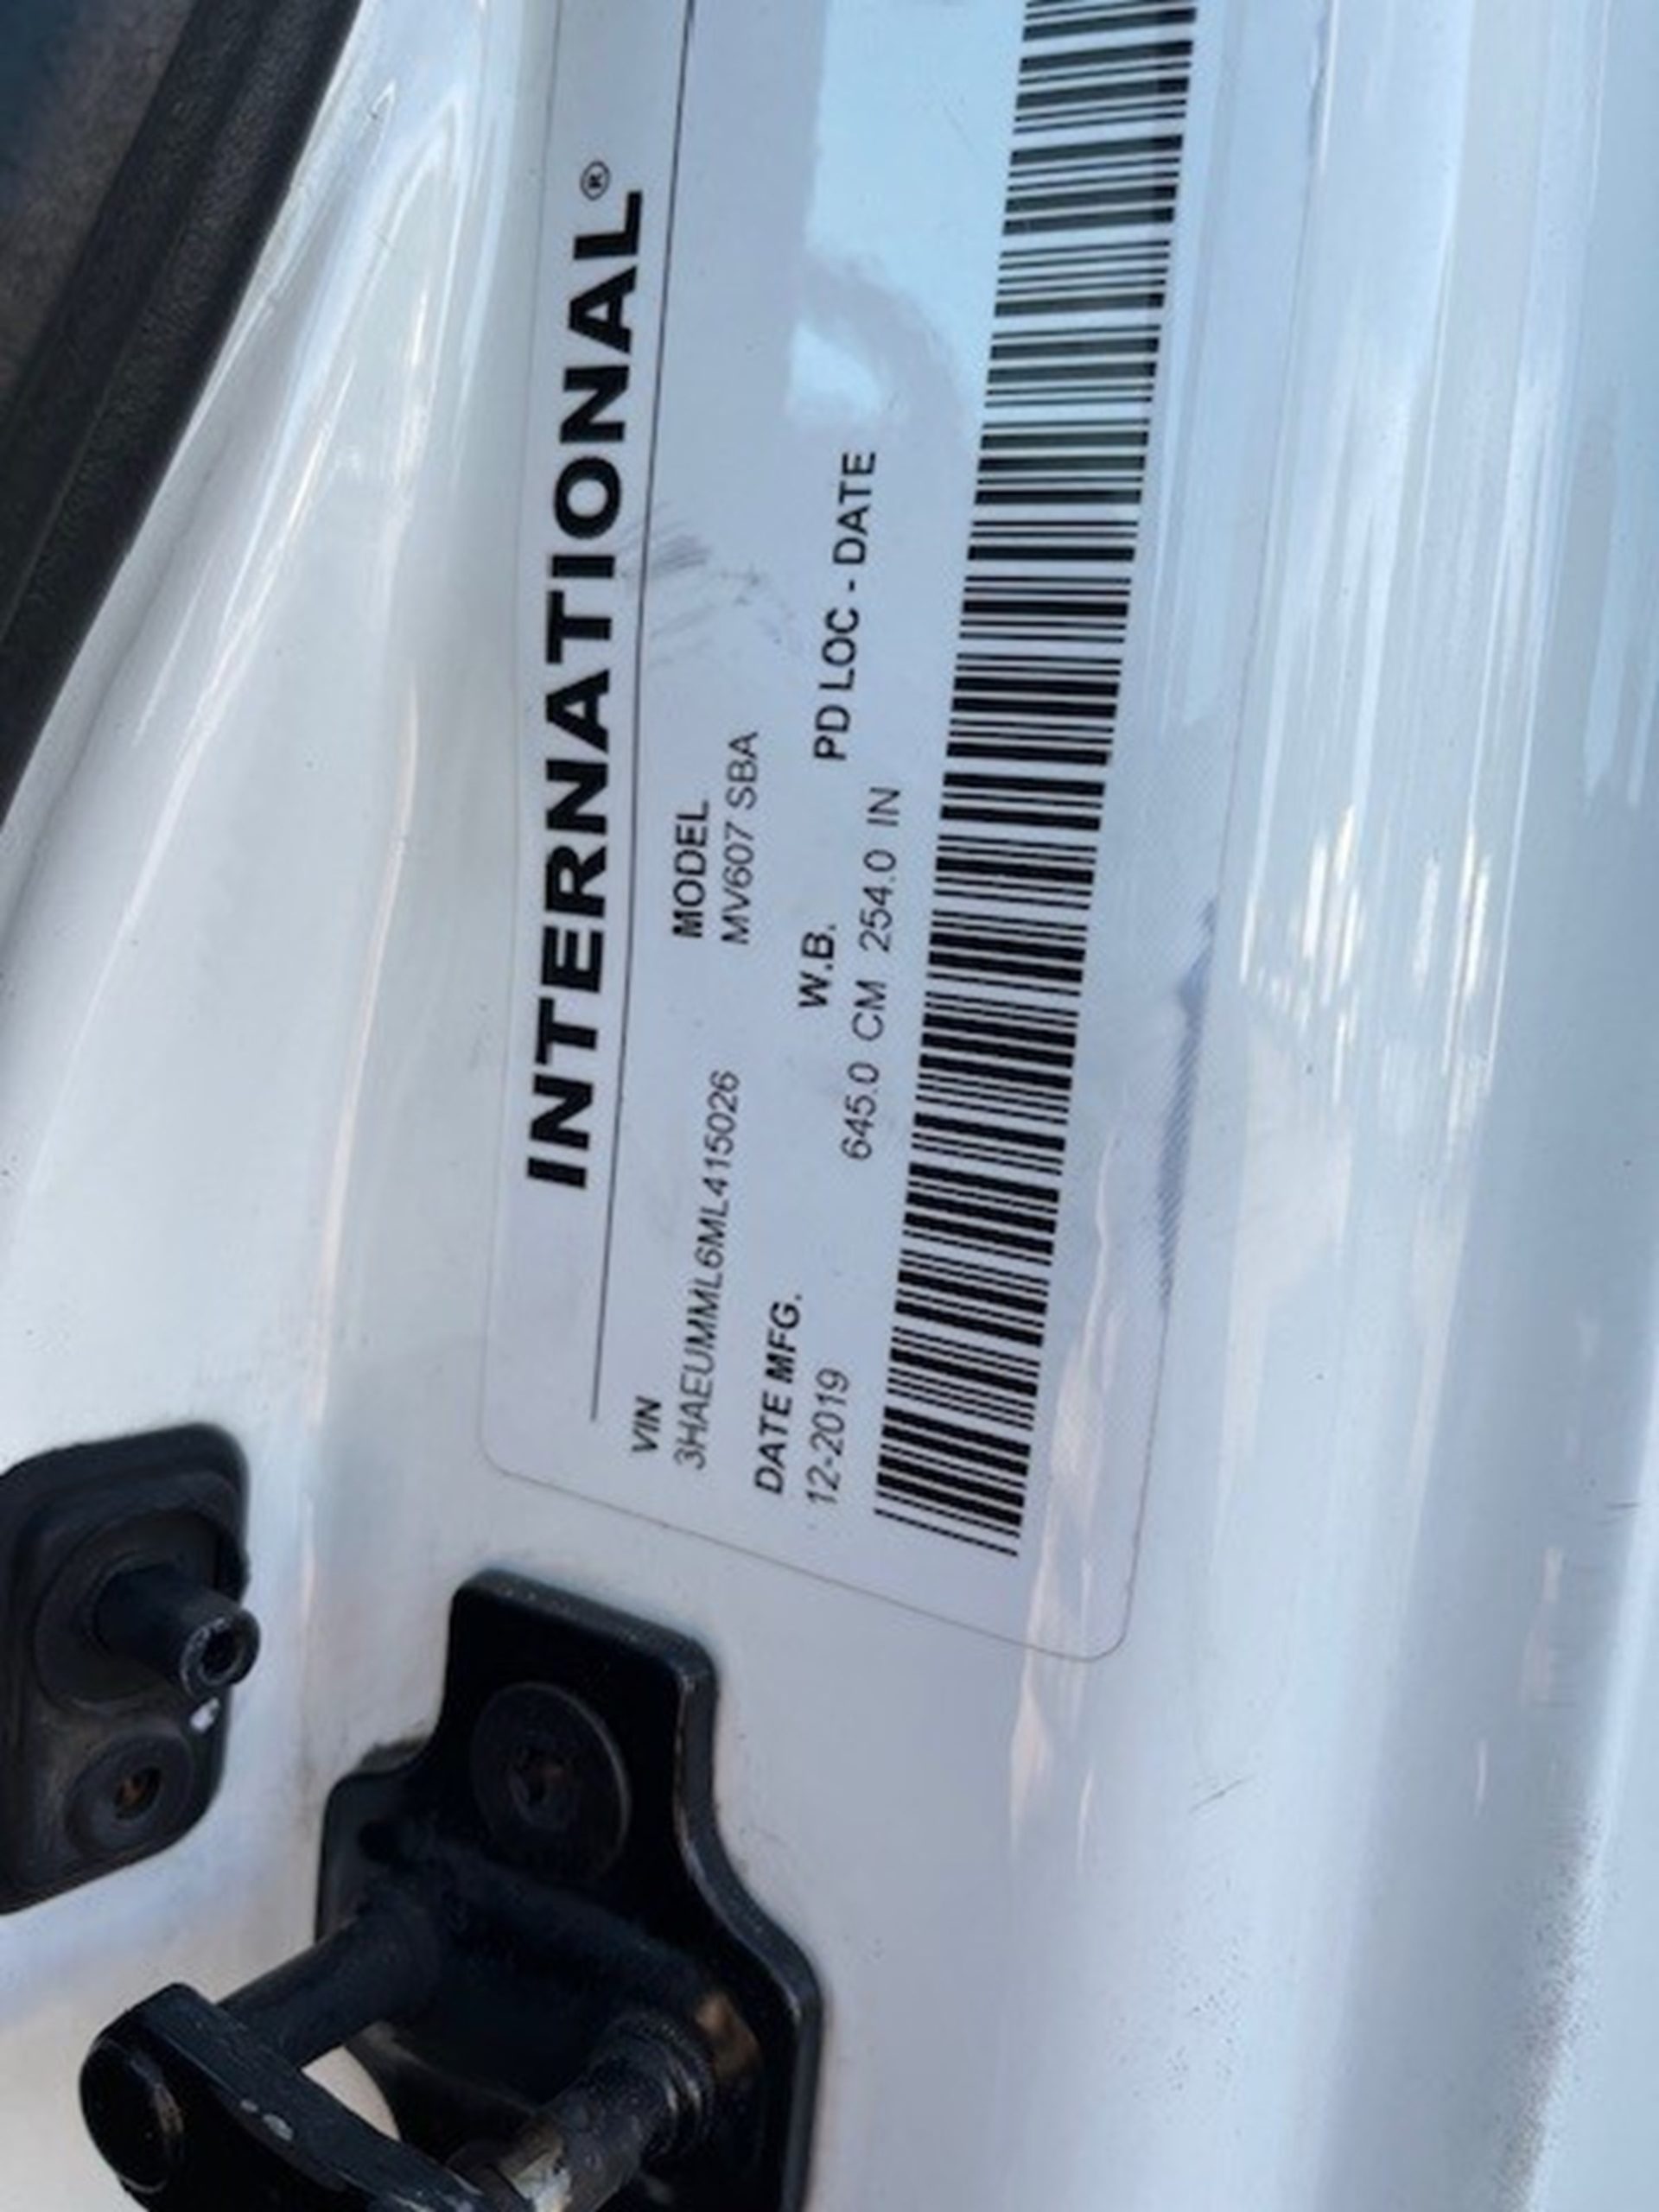 INTERNATIONAL®
VIN MODEL
3HAEUMML6ML415026 MV607 SBA
DATE MFG. W.B. PD LOC - DATE
12-2019 645.0 CM 254.0 IN